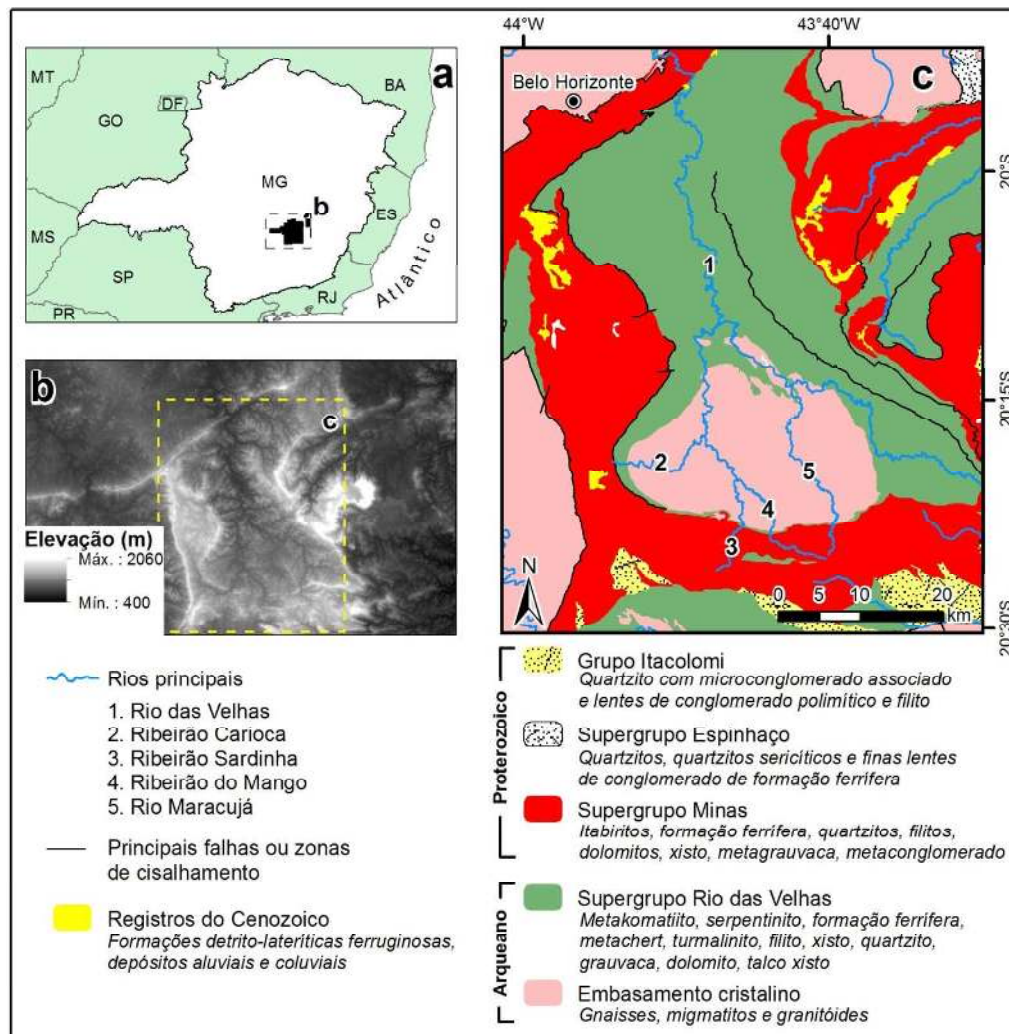 a
MT
DF
BA
GO
MG
b
ES
MS
SP
RJ
PR
Atlântico
b
c
Elevação (m)
Máx. : 2060
Mín. : 400
44°W
43°40'W
Belo Horizonte
c
20°S
1
20°15'S
2
5
4
3
N
0 5 10 20
Km
20°30'S
Rios principais
1. Rio das Velhas
2. Ribeirão Carioca
3. Ribeirão Sardinha
4. Ribeirão do Mango
5. Rio Maracujá
Principais falhas ou zonas
de cisalhamento
Registros do Cenozoico
Formações detrito-lateríticas ferruginosas,
depósitos aluviais e coluviais
Proterozoico
Grupo Itacolomi
Quartzito com microconglomerado associado
e lentes de conglomerado polimítico e filito
Supergrupo Espinhaço
Quartzitos, quartzitos sericíticos e finas lentes
de conglomerado de formação ferrífera
Supergrupo Minas
Itabiritos, formação ferrífera, quartzitos, filitos,
dolomitos, xisto, metagrauvaca, metaconglomerado
Arqueano
Supergrupo Rio das Velhas
Metakomatiito, serpentinito, formação ferrífera,
metachert, turmalinito, filito, xisto, quartzito,
grauvaca, dolomito, talco xisto
Embasamento cristalino
Gnaisses, migmatitos e granitóides